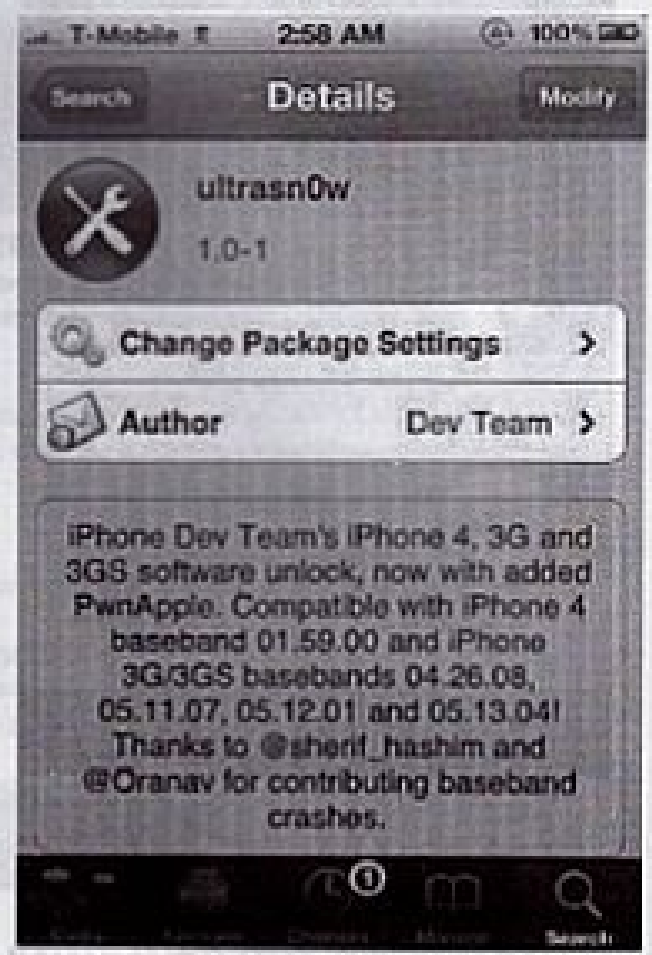 T-Mobile E 2:58 AM 100%
Search Details Modify
ultrasn0w
1.0-1
Change Package Settings
Author Dev Team
iPhone Dev Team's iPhone 4, 3G and
3GS software unlock, now with added
PwnApple. Compatible with iPhone 4
baseband 01.59.00 and iPhone
3G/3GS basebands 04.26.08,
05.11.07, 05.12.01 and 05.13.04!
Thanks to @sherif_hashim and
@Oranav for contributing baseband
crashes.
1
Search